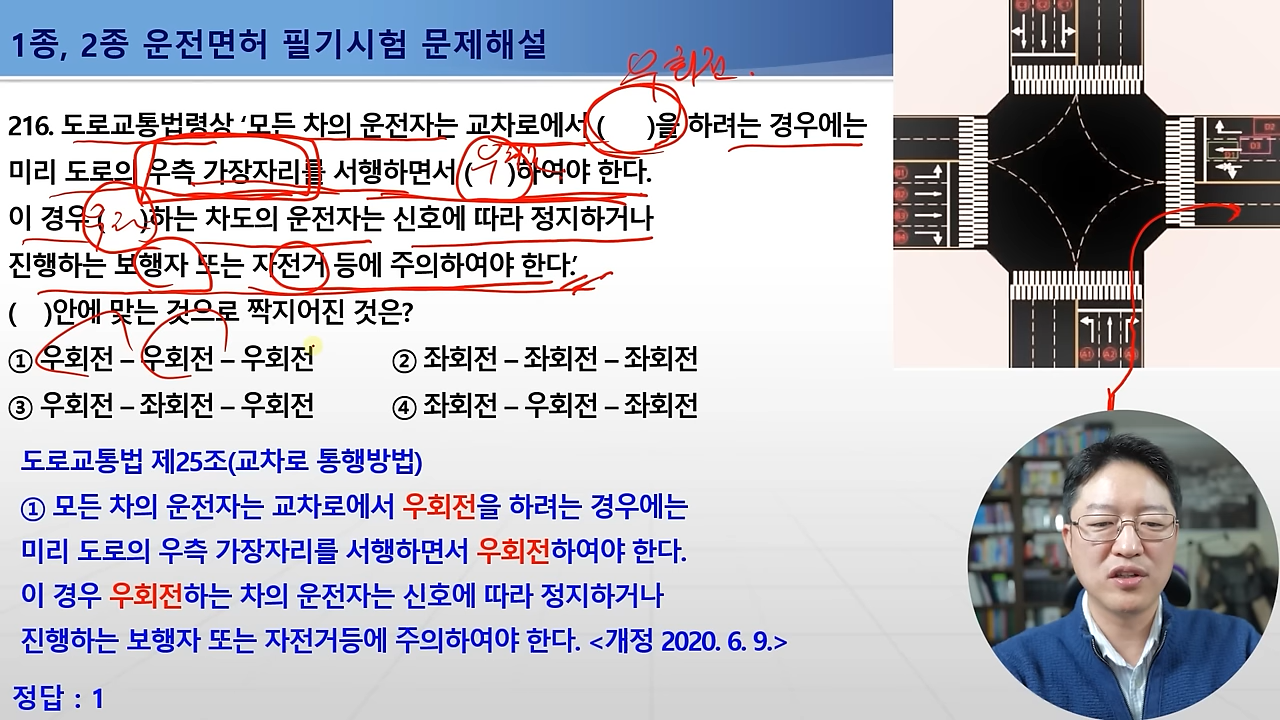 1종, 2종 운전면허 필기시험 문제해설
우회전.
216. 도로교통법령상 ‘모든 차의 운전자는 교차로에서 (    )을 하려는 경우에는
미리 도로의 우측 가장자리를 서행하면서 (    )하여야 한다.
이 경우 (    )하는 차도의 운전자는 신호에 따라 정지하거나
진행하는 보행자 또는 자전거 등에 주의하여야 한다.’
(    )안에 맞는 것으로 짝지어진 것은?
① 우회전 – 우회전 – 우회전 ② 좌회전 – 좌회전 – 좌회전
③ 우회전 – 좌회전 – 우회전 ④ 좌회전 – 우회전 – 좌회전
도로교통법 제25조(교차로 통행방법)
① 모든 차의 운전자는 교차로에서 우회전을 하려는 경우에는
미리 도로의 우측 가장자리를 서행하면서 우회전하여야 한다.
이 경우 우회전하는 차의 운전자는 신호에 따라 정지하거나
진행하는 보행자 또는 자전거등에 주의하여야 한다. <개정 2020. 6. 9.>
정답 : 1
C3 C2 C1
D2
D3
D1
B1
B2
B3
B4
A1 A2